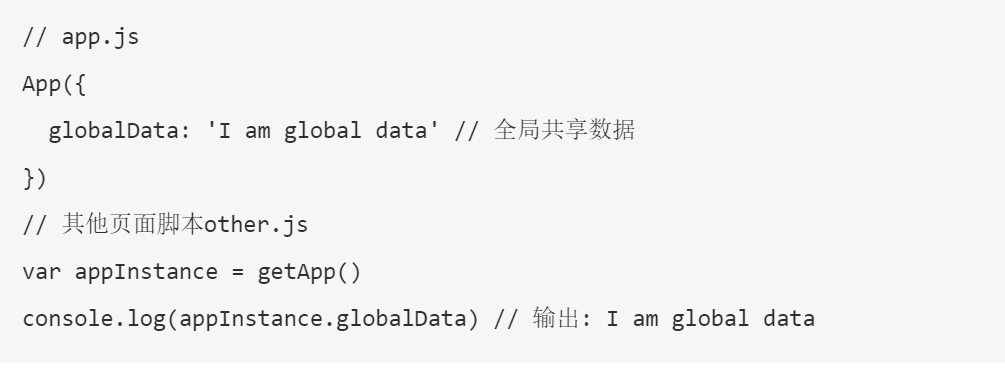 // app.js
App({
  globalData: 'I am global data' // 全局共享数据
})
// 其他页面脚本other.js
var appInstance = getApp()
console.log(appInstance.globalData) // 输出: I am global data